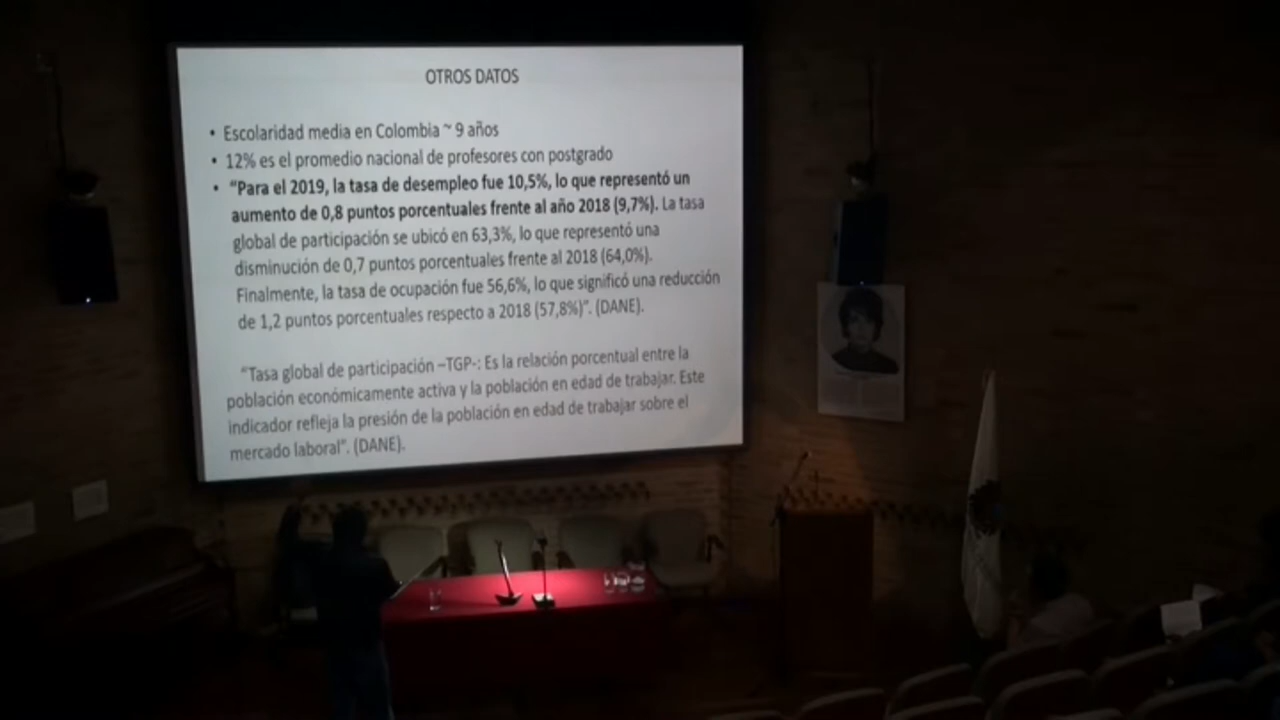 OTROS DATOS
• Escolaridad media en Colombia ~ 9 años
• 12% es el promedio nacional de profesores con postgrado
• “Para el 2019, la tasa de desempleo fue 10,5%, lo que representó un
aumento de 0,8 puntos porcentuales frente al año 2018 (9,7%). La tasa
global de participación se ubicó en 63,3%, lo que representó una
disminución de 0,7 puntos porcentuales frente al 2018 (64,0%).
Finalmente, la tasa de ocupación fue 56,6%, lo que significó una reducción
de 1,2 puntos porcentuales respecto a 2018 (57,8%)”. (DANE).
“Tasa global de participación –TGP-: Es la relación porcentual entre la
población económicamente activa y la población en edad de trabajar. Este
indicador refleja la presión de la población en edad de trabajar sobre el
mercado laboral”. (DANE).